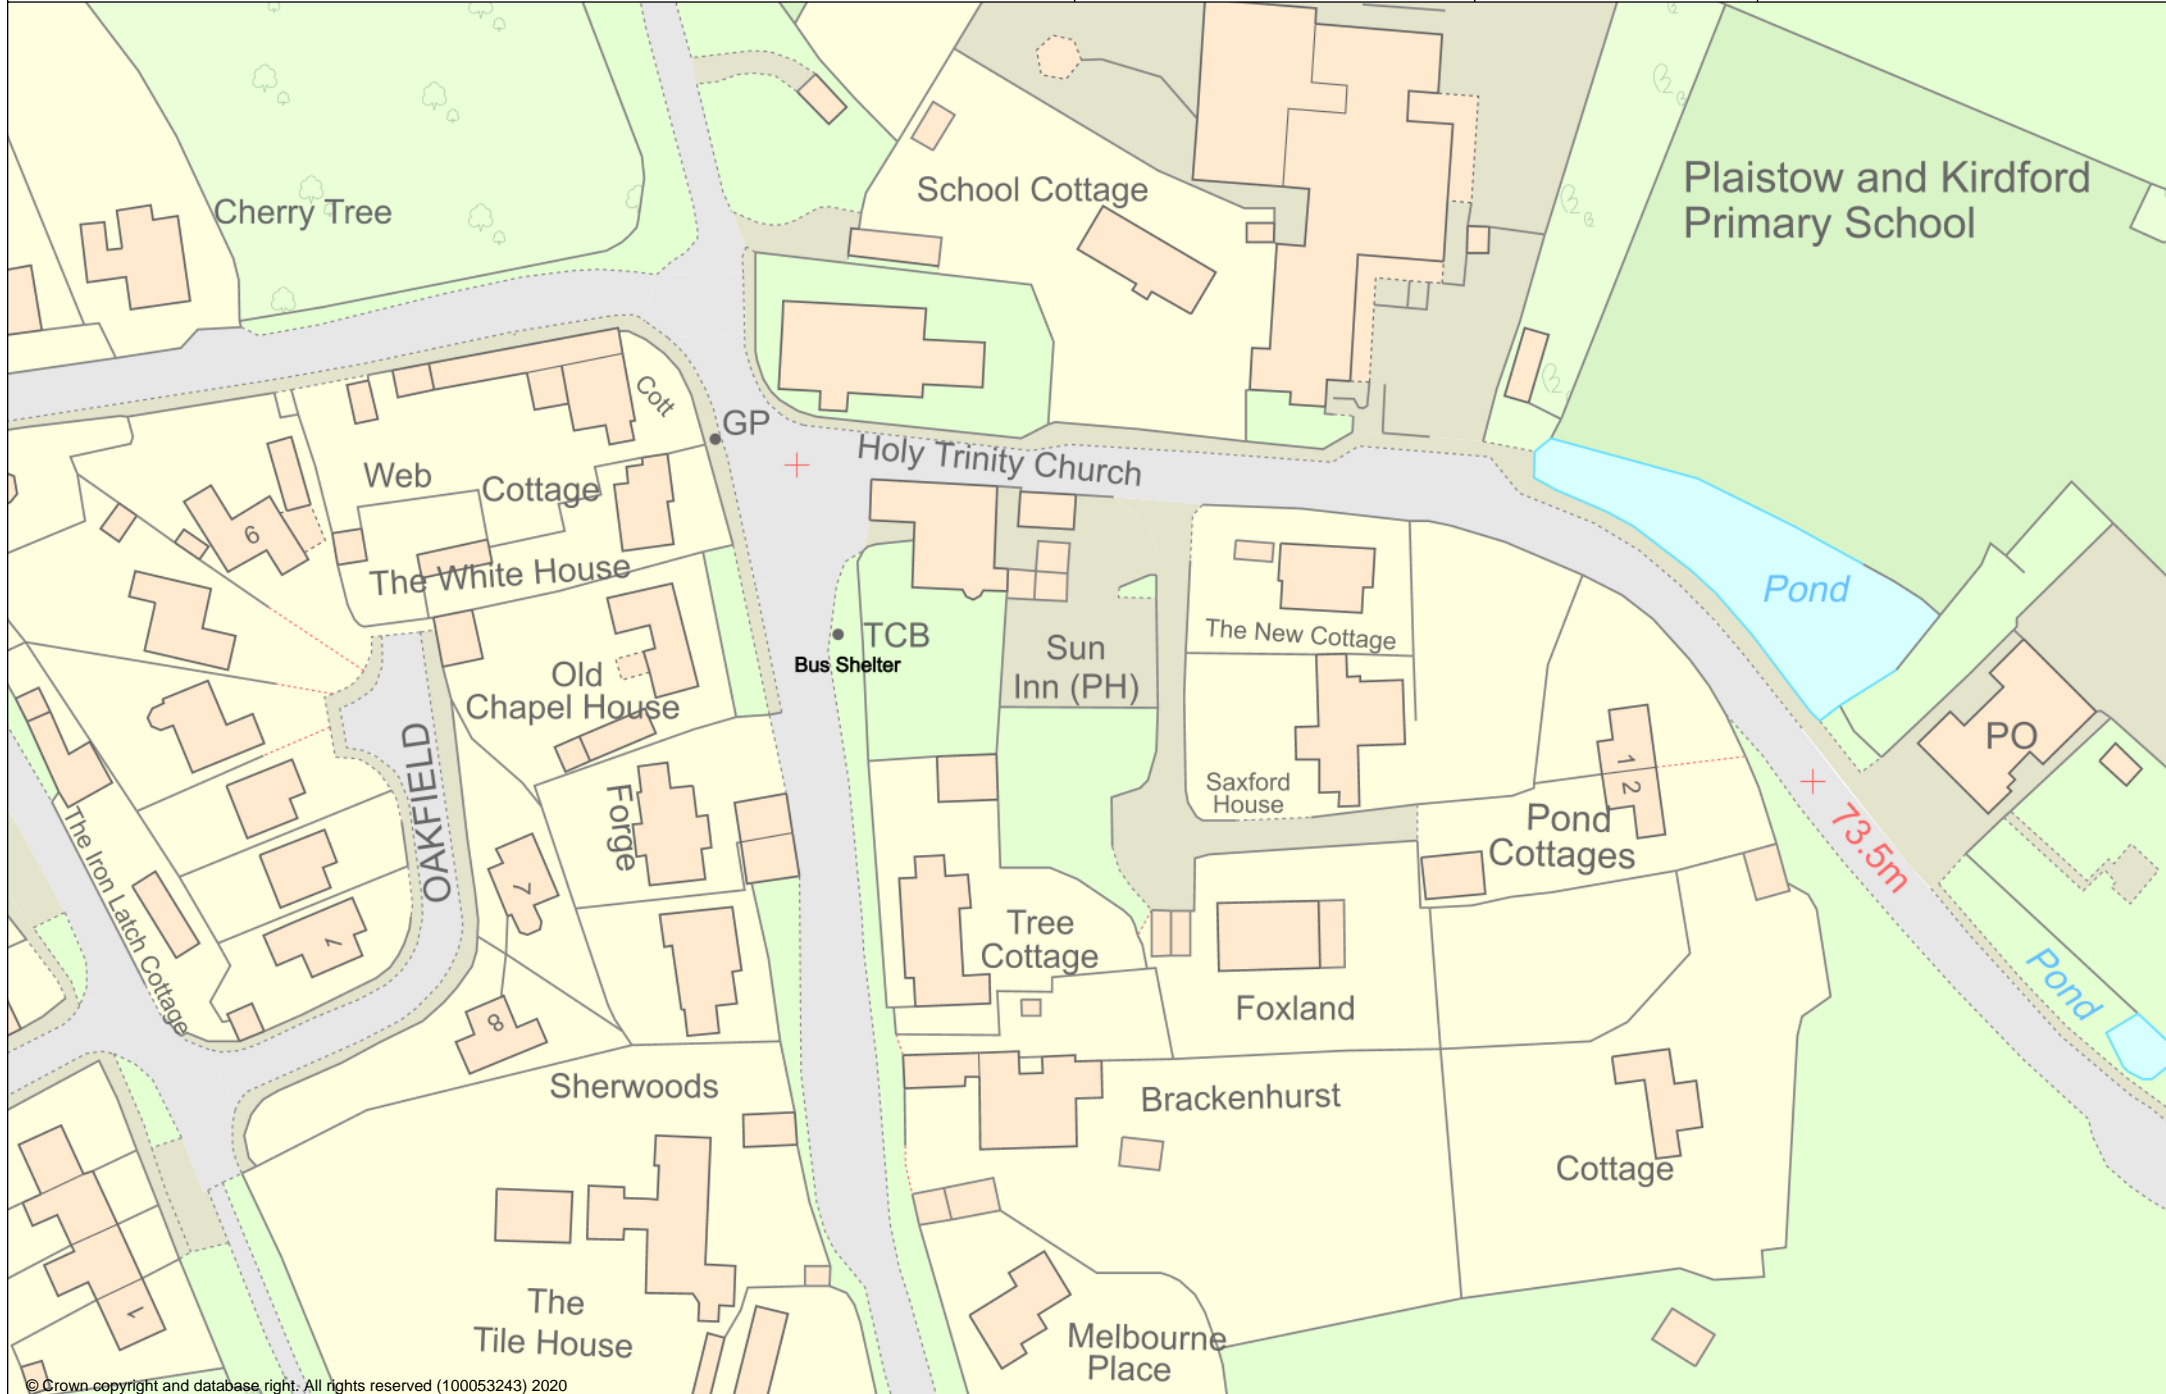 Cherry Tree
School Cottage
Plaistow and Kirdford
Primary School
Cott
GP
Holy Trinity Church
Web
Cottage
6
The White House
TCB
Bus Shelter
Sun
Inn (PH)
The New Cottage
Pond
Old
Chapel House
PO
OAKFIELD
Saxford
House
1
2
Pond
Cottages
73.5m
Forge
The Iron Latch Cottage
7
7
Tree
Cottage
Pond
8
Foxland
Sherwoods
Brackenhurst
Cottage
The
Tile House
1
Melbourne
Place
© Crown copyright and database right. All rights reserved (100053243) 2020